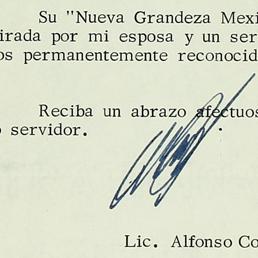 Su "Nueva Grandeza Mexi
irada por mi esposa y un ser
os permanentemente reconocid
Reciba un abrazo afectuos
o servidor.
Lic. Alfonso Co